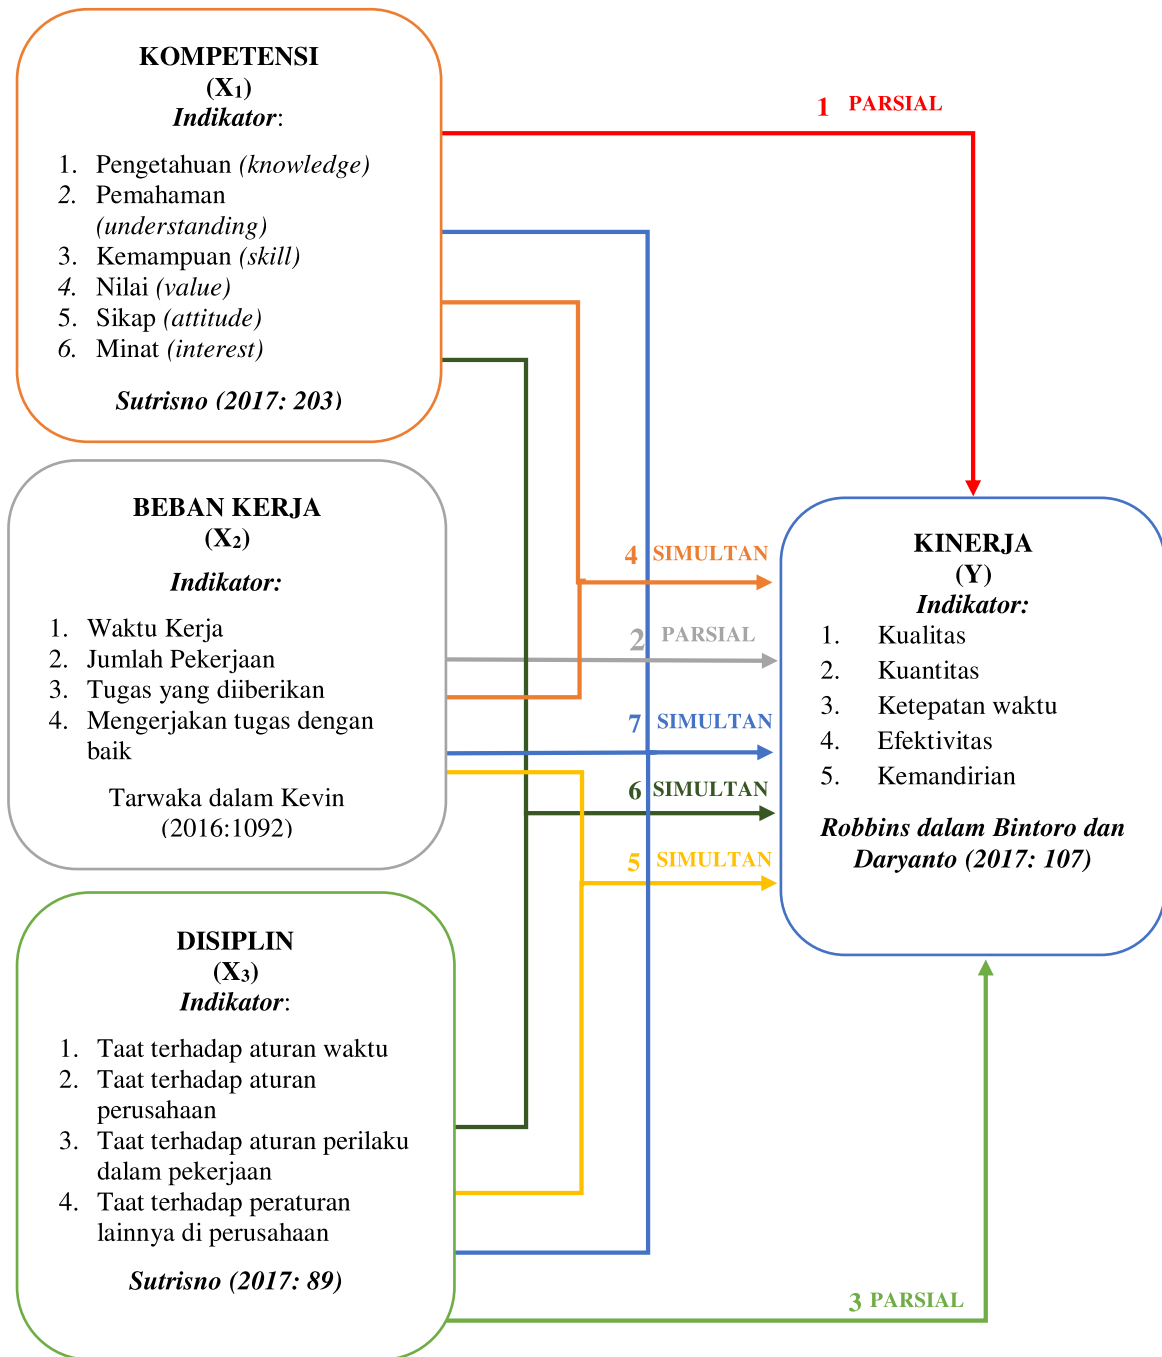 KOMPETENSI
(X₁)
Indikator:
1. Pengetahuan (knowledge)
2. Pemahaman
(understanding)
3. Kemampuan (skill)
4. Nilai (value)
5. Sikap (attitude)
6. Minat (interest)
Sutrisno (2017: 203)
1 PARSIAL
BEBAN KERJA
(X₂)
Indikator:
1. Waktu Kerja
2. Jumlah Pekerjaan
3. Tugas yang diiberikan
4. Mengerjakan tugas dengan
baik
Tarwaka dalam Kevin
(2016:1092)
4 SIMULTAN
2 PARSIAL
7 SIMULTAN
6 SIMULTAN
5 SIMULTAN
KINERJA
(Y)
Indikator:
1. Kualitas
2. Kuantitas
3. Ketepatan waktu
4. Efektivitas
5. Kemandirian
Robbins dalam Bintoro dan
Daryanto (2017: 107)
DISIPLIN
(X₃)
Indikator:
1. Taat terhadap aturan waktu
2. Taat terhadap aturan
perusahaan
3. Taat terhadap aturan perilaku
dalam pekerjaan
4. Taat terhadap peraturan
lainnya di perusahaan
Sutrisno (2017: 89)
3 PARSIAL